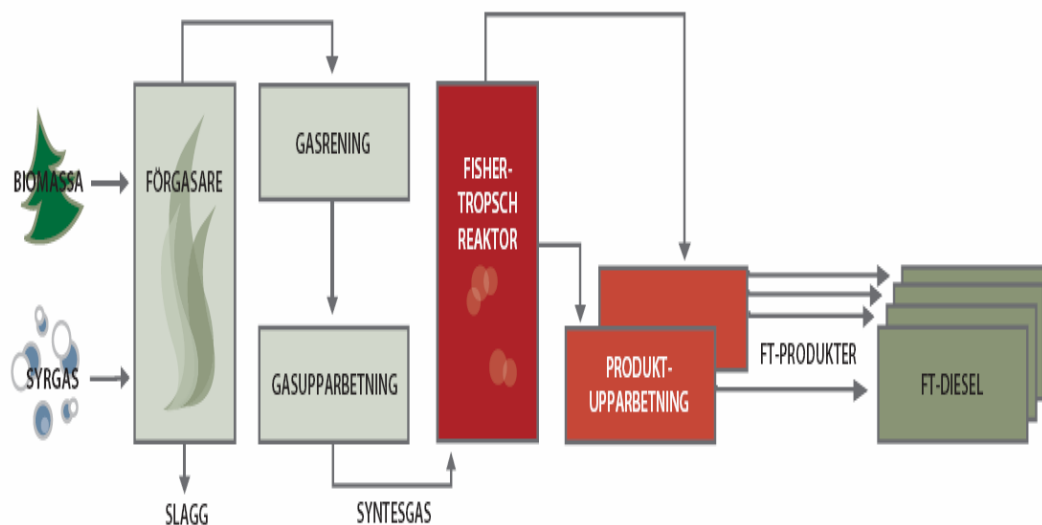 BIOMASSA
SYRGAS
FÖRGASARE
SLAGG
GASRENING
GASUPPARBETNING
SYNTESGAS
FISHER-
TROPSCH
REAKTOR
PRODUKT-
UPPARBETNING
FT-PRODUKTER
FT-DIESEL